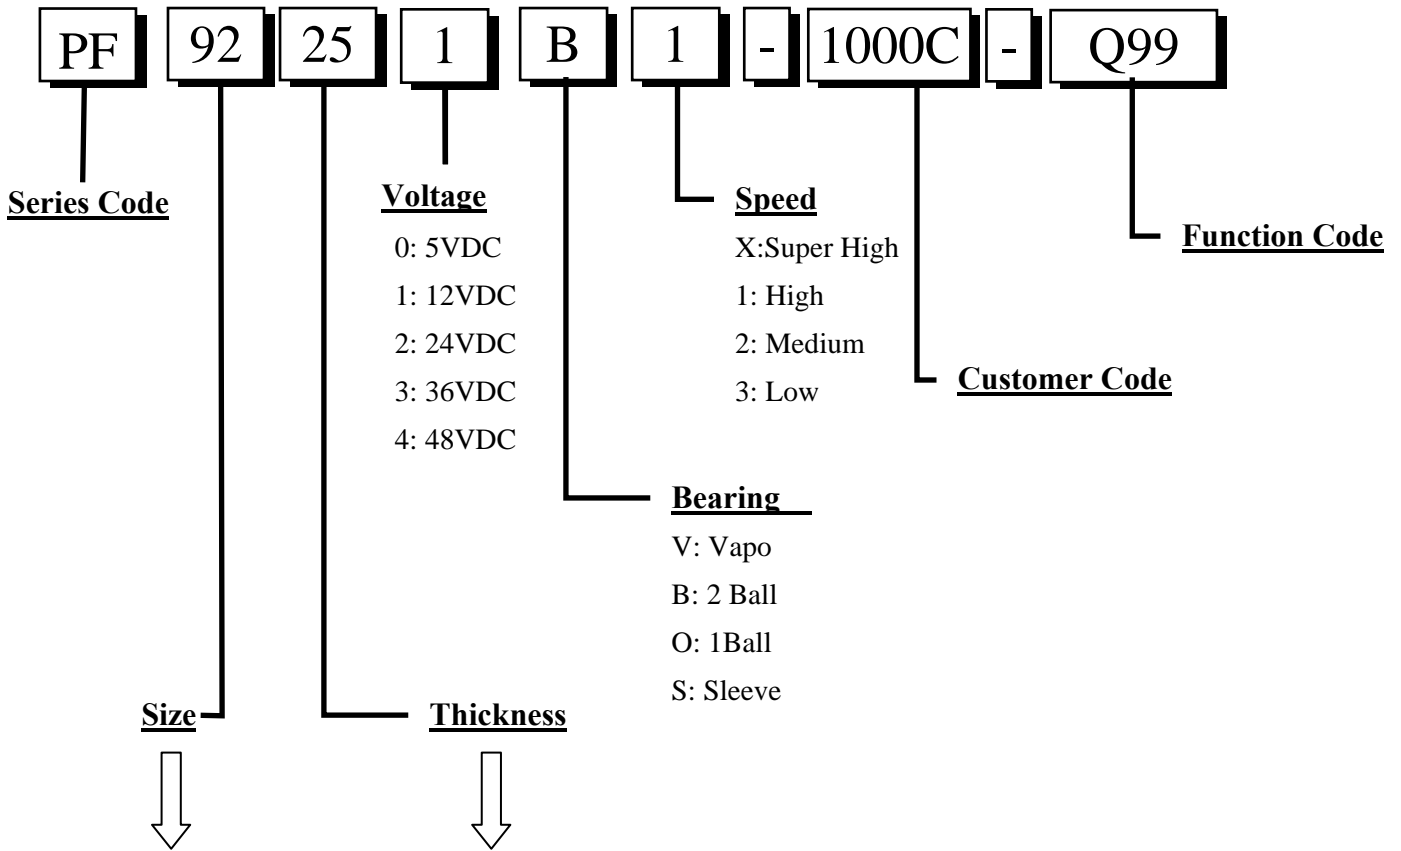 PF 92 25 1 B 1 - 1000C - Q99
Series Code
Voltage
0: 5VDC
1: 12VDC
2: 24VDC
3: 36VDC
4: 48VDC
Speed
X:Super High
1: High
2: Medium
3: Low
Function Code
Customer Code
Bearing
V: Vapo
B: 2 Ball
O: 1Ball
S: Sleeve
Size
Thickness